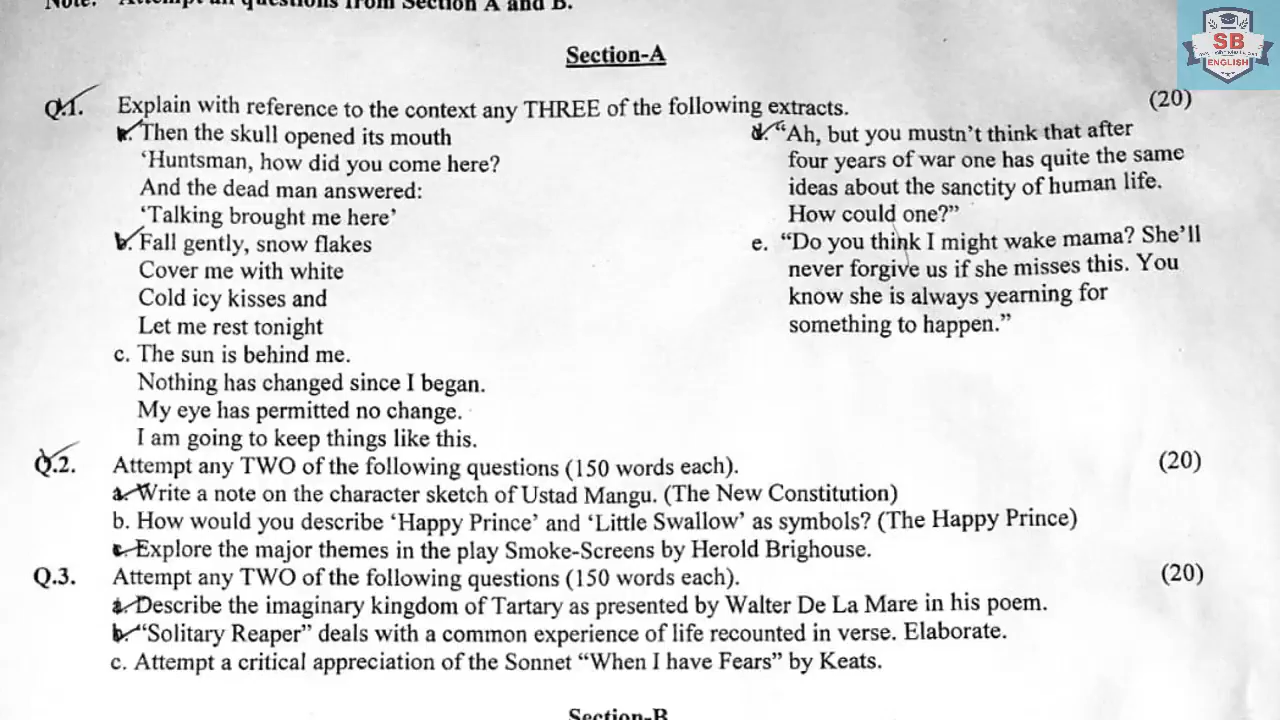 Note: Attempt all questions from Section A and B.
Section-A
Q.1. Explain with reference to the context any THREE of the following extracts. (20)
a. Then the skull opened its mouth
'Huntsman, how did you come here?
And the dead man answered:
'Talking brought me here'
b. Fall gently, snow flakes
Cover me with white
Cold icy kisses and
Let me rest tonight
c. The sun is behind me.
Nothing has changed since I began.
My eye has permitted no change.
I am going to keep things like this.
d. "Ah, but you mustn't think that after
four years of war one has quite the same
ideas about the sanctity of human life.
How could one?"
e. "Do you think I might wake mama? She'll
never forgive us if she misses this. You
know she is always yearning for
something to happen."
Q.2. Attempt any TWO of the following questions (150 words each). (20)
a. Write a note on the character sketch of Ustad Mangu. (The New Constitution)
b. How would you describe 'Happy Prince' and 'Little Swallow' as symbols? (The Happy Prince)
c. Explore the major themes in the play Smoke-Screens by Herold Brighouse.
Q.3. Attempt any TWO of the following questions (150 words each). (20)
a. Describe the imaginary kingdom of Tartary as presented by Walter De La Mare in his poem.
b. "Solitary Reaper" deals with a common experience of life recounted in verse. Elaborate.
c. Attempt a critical appreciation of the Sonnet "When I have Fears" by Keats.
Section-B
SB
ENGLISH